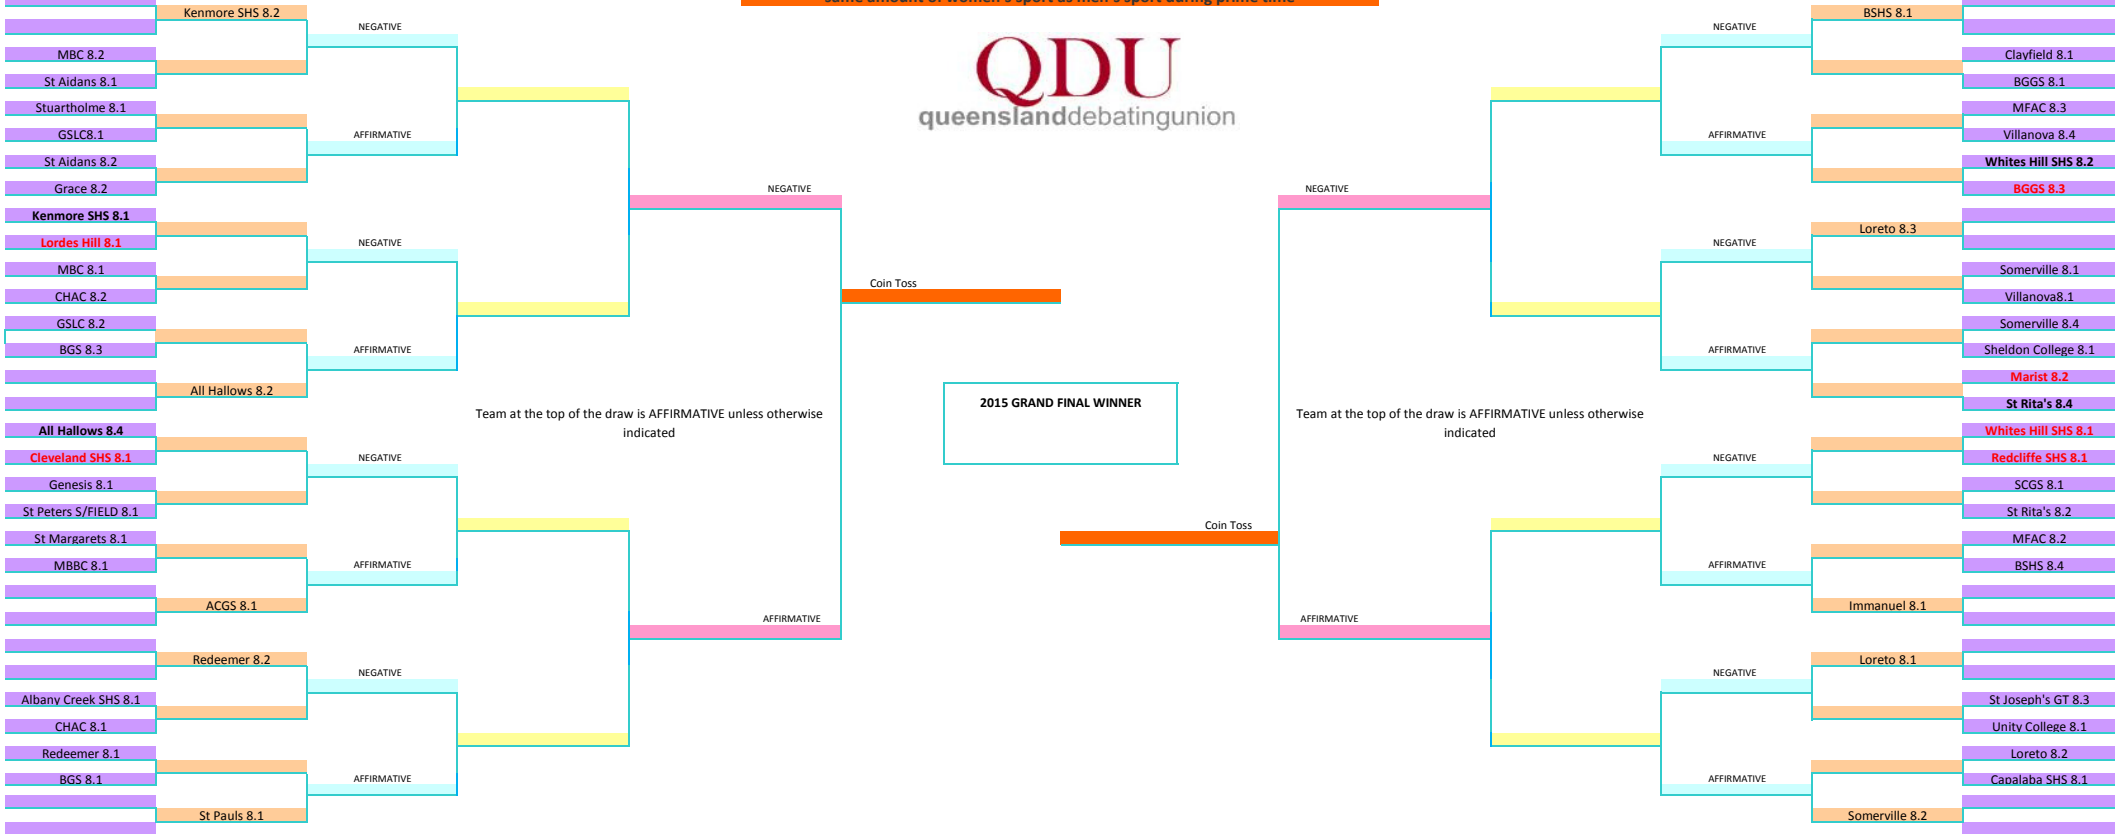 same amount of women's sport as men's sport during prime time
QDU
queenslanddebatingunion
Kenmore SHS 8.2
NEGATIVE
MBC 8.2
St Aidans 8.1
Stuartholme 8.1
GSLC8.1
AFFIRMATIVE
St Aidans 8.2
Grace 8.2
NEGATIVE
Kenmore SHS 8.1
Lordes Hill 8.1
NEGATIVE
MBC 8.1
CHAC 8.2
Coin Toss
GSLC 8.2
BGS 8.3
AFFIRMATIVE
All Hallows 8.2
Team at the top of the draw is AFFIRMATIVE unless otherwise
indicated
All Hallows 8.4
Cleveland SHS 8.1
NEGATIVE
Genesis 8.1
St Peters S/FIELD 8.1
St Margarets 8.1
MBBC 8.1
AFFIRMATIVE
ACGS 8.1
AFFIRMATIVE
Redeemer 8.2
NEGATIVE
Albany Creek SHS 8.1
CHAC 8.1
Redeemer 8.1
BGS 8.1
AFFIRMATIVE
St Pauls 8.1
2015 GRAND FINAL WINNER
BSHS 8.1
NEGATIVE
Clayfield 8.1
BGGS 8.1
MFAC 8.3
Villanova 8.4
AFFIRMATIVE
Whites Hill SHS 8.2
BGGS 8.3
NEGATIVE
Loreto 8.3
NEGATIVE
Somerville 8.1
Villanova8.1
Somerville 8.4
Sheldon College 8.1
AFFIRMATIVE
Marist 8.2
St Rita's 8.4
Team at the top of the draw is AFFIRMATIVE unless otherwise
indicated
Whites Hill SHS 8.1
Redcliffe SHS 8.1
NEGATIVE
SCGS 8.1
St Rita's 8.2
Coin Toss
MFAC 8.2
BSHS 8.4
AFFIRMATIVE
Immanuel 8.1
AFFIRMATIVE
Loreto 8.1
NEGATIVE
St Joseph's GT 8.3
Unity College 8.1
Loreto 8.2
Capalaba SHS 8.1
AFFIRMATIVE
Somerville 8.2